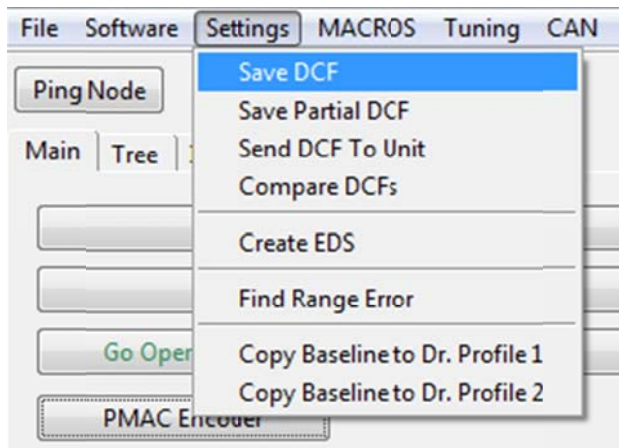 File Software Settings MACROS Tuning CAN
Save DCF
Ping Node
Save Partial DCF
Main Tree
Send DCF To Unit
Compare DCFs
Create EDS
Find Range Error
Go Oper
Copy Baseline to Dr. Profile 1
Copy Baseline to Dr. Profile 2
PMAC Encoder